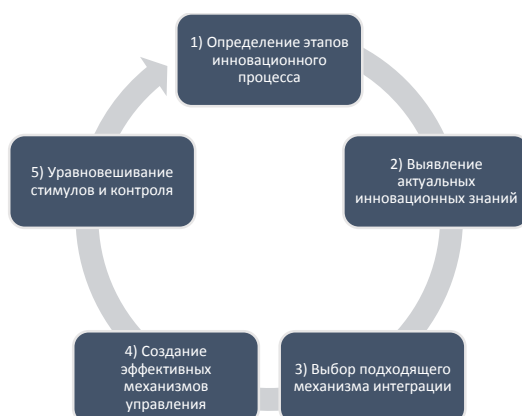 1) Определение этапов
инновационного
процесса
2) Выявление
актуальных
инновационных знаний
3) Выбор подходящего
механизма интеграции
4) Создание
эффективных
механизмов
управления
5) Уравновешивание
стимулов и контроля